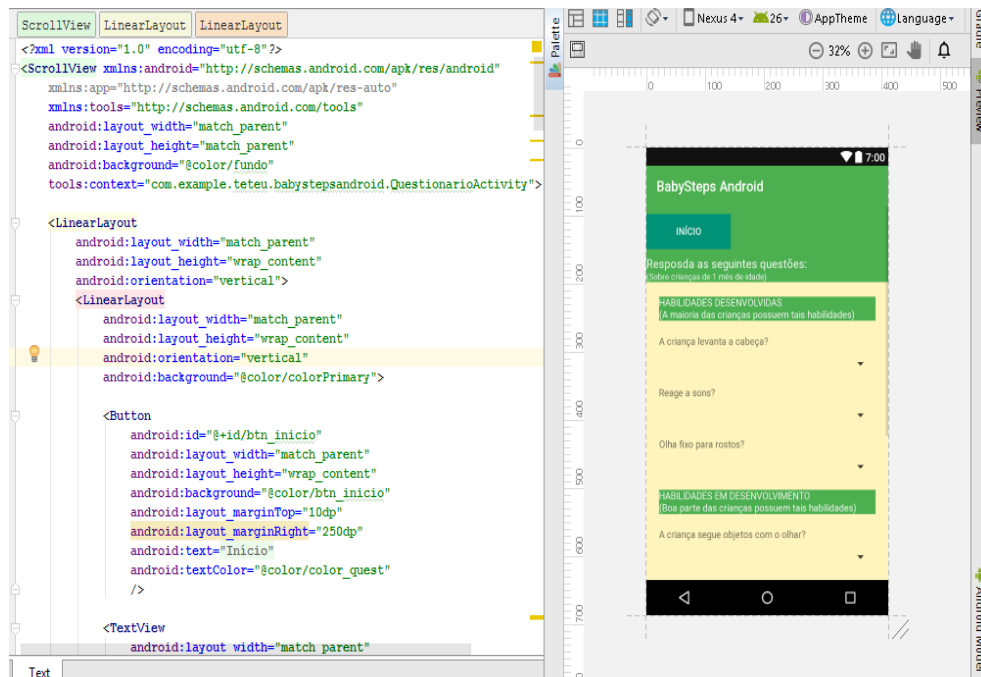 ScrollView LinearLayout LinearLayout
<?xml version="1.0" encoding="utf-8"?>
<ScrollView xmlns:android="http://schemas.android.com/apk/res/android"
xmlns:app="http://schemas.android.com/apk/res-auto"
xmlns:tools="http://schemas.android.com/tools"
android:layout_width="match_parent"
android:layout_height="match_parent"
android:background="@color/fundo"
tools:context="com.example.teteu.babystepsandroid.QuestionarioActivity">
<LinearLayout
android:layout_width="match_parent"
android:layout_height="wrap_content"
android:orientation="vertical">
<LinearLayout
android:layout_width="match_parent"
android:layout_height="wrap_content"
android:orientation="vertical"
android:background="@color/colorPrimary">
<Button
android:id="@+id/btn_inicio"
android:layout_width="match_parent"
android:layout_height="wrap_content"
android:background="@color/btn_inicio"
android:layout_marginTop="10dp"
android:layout_marginRight="250dp"
android:text="Início"
android:textColor="@color/color_quest"
/>
<TextView
android:layout_width="match_parent"
Text
Palette
Nexus 4 26 AppTheme Language
32%
0 100 200 300 400 500
0
100
200
300
400
500
600
700
7:00
BabySteps Android
INÍCIO
Resposda as seguintes questões:
(Sobre crianças de 1 mês de idade)
HABILIDADES DESENVOLVIDAS
(A maioria das crianças possuem tais habilidades)
A criança levanta a cabeça?
Reage a sons?
Olha fixo para rostos?
HABILIDADES EM DESENVOLVIMENTO
(Boa parte das crianças possuem tais habilidades)
A criança segue objetos com o olhar?
Gradle
Preview
Android Model